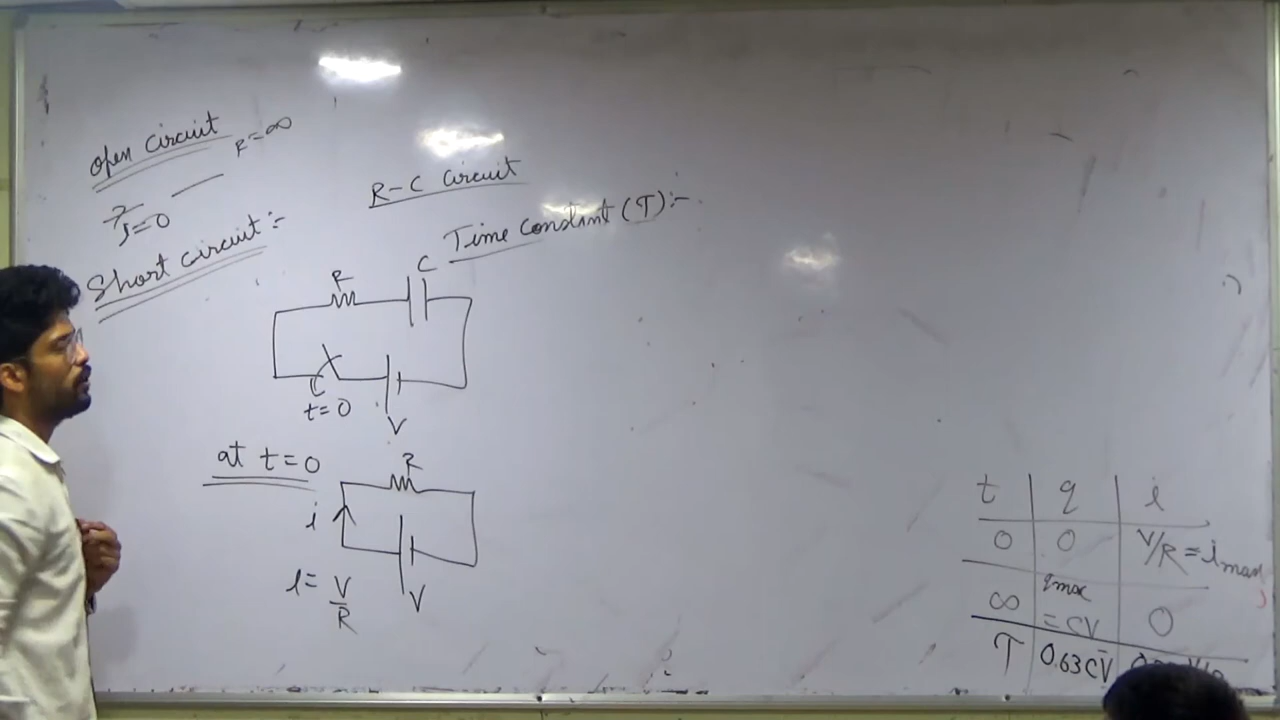 open circuit R=∞
J=0
Short circuit :-
R-C Circuit
Time constant (T) :-
R
C
t=0
V
at t=0
R
i
V
i= V/R
t q i
0 0 V/R = imax
∞ qmax = CV 0
T 0.63CV